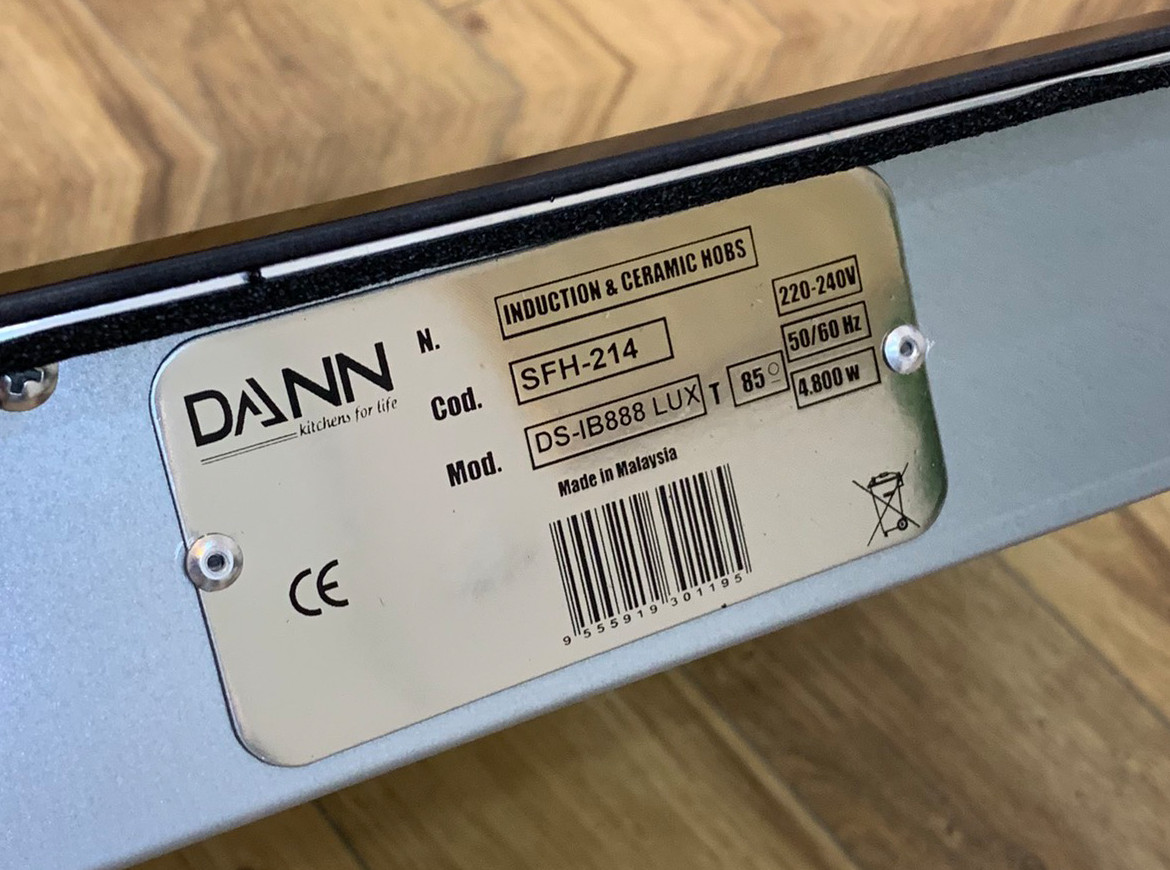 DANN
kitchens for life
N. INDUCTION & CERAMIC HOBS
Cod. SFH-214
Mod. DS-IB888 LUX T 85º
220-240V
50/60 Hz
4.800 w
Made in Malaysia
CE
9 555919 301195